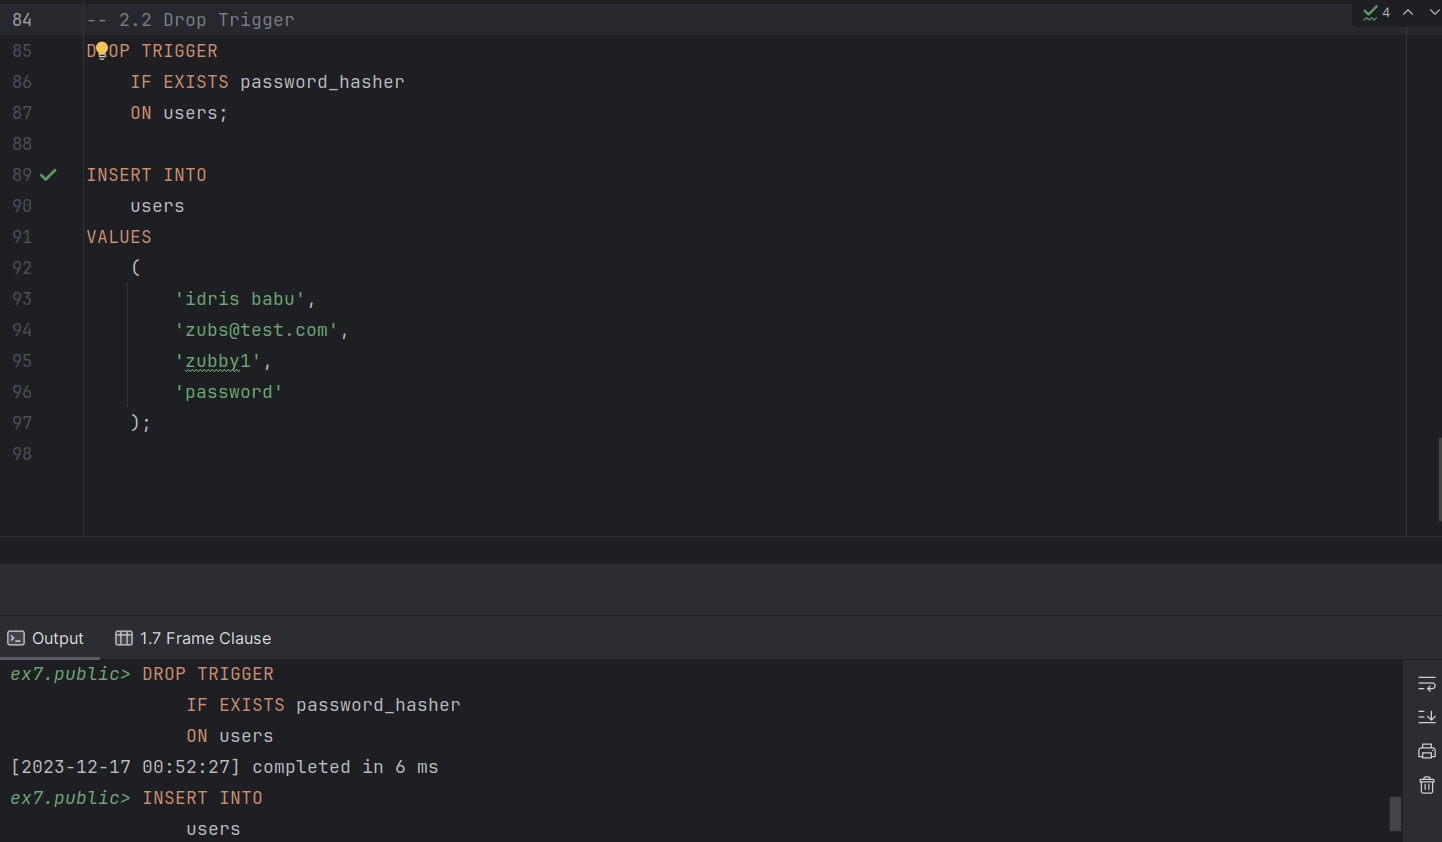 4
84 -- 2.2 Drop Trigger
85 DROP TRIGGER
86     IF EXISTS password_hasher
87     ON users;
88
89 INSERT INTO
90     users
91 VALUES
92     (
93         'idris babu',
94         'zubs@test.com',
95         'zubby1',
96         'password'
97     );
98
Output 1.7 Frame Clause
ex7.public> DROP TRIGGER
                IF EXISTS password_hasher
                ON users
[2023-12-17 00:52:27] completed in 6 ms
ex7.public> INSERT INTO
                users